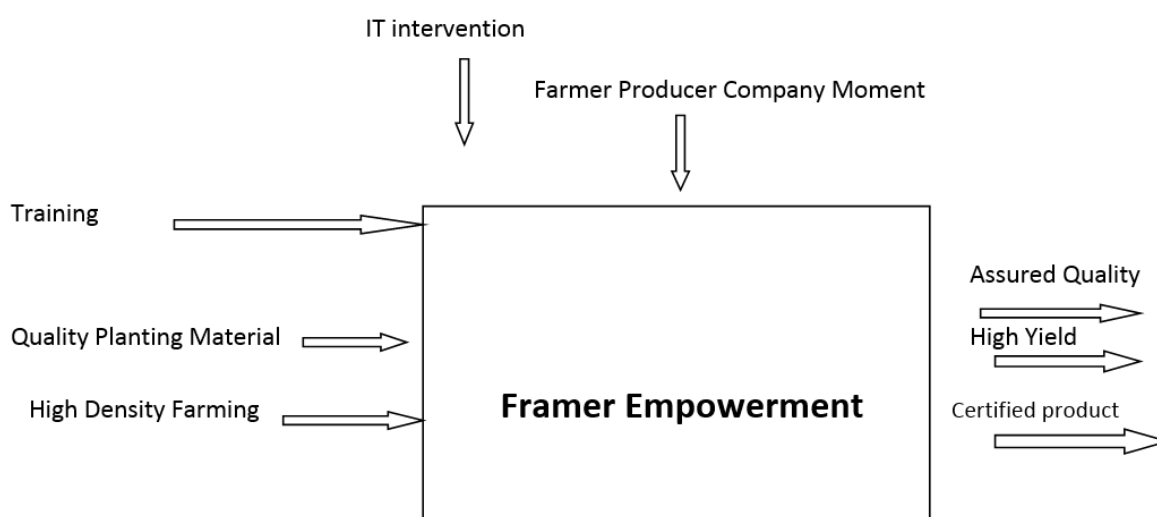 IT intervention
Farmer Producer Company Moment
Training
Assured Quality
Quality Planting Material
High Yield
High Density Farming
Framer Empowerment
Certified product